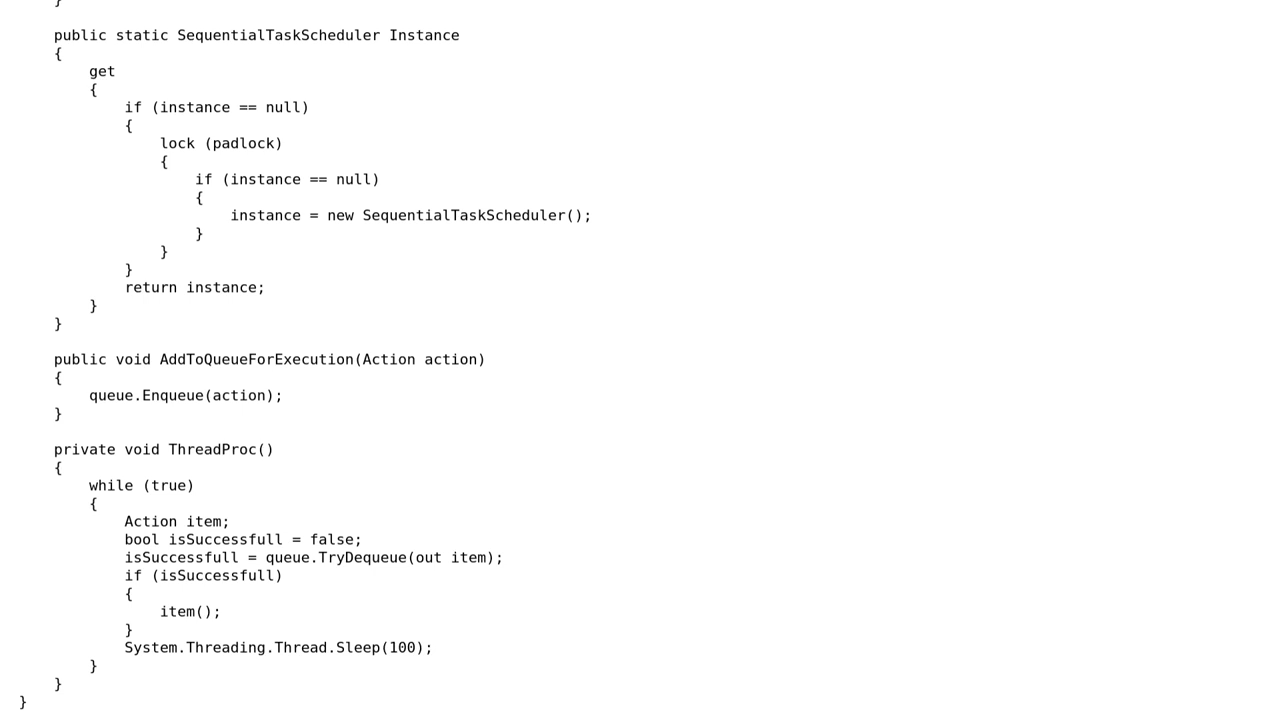 }
public static SequentialTaskScheduler Instance
{
get
{
if (instance == null)
{
lock (padlock)
{
if (instance == null)
{
instance = new SequentialTaskScheduler();
}
}
}
return instance;
}
}
public void AddToQueueForExecution(Action action)
{
queue.Enqueue(action);
}
private void ThreadProc()
{
while (true)
{
Action item;
bool isSuccessfull = false;
isSuccessfull = queue.TryDequeue(out item);
if (isSuccessfull)
{
item();
}
System.Threading.Thread.Sleep(100);
}
}
}